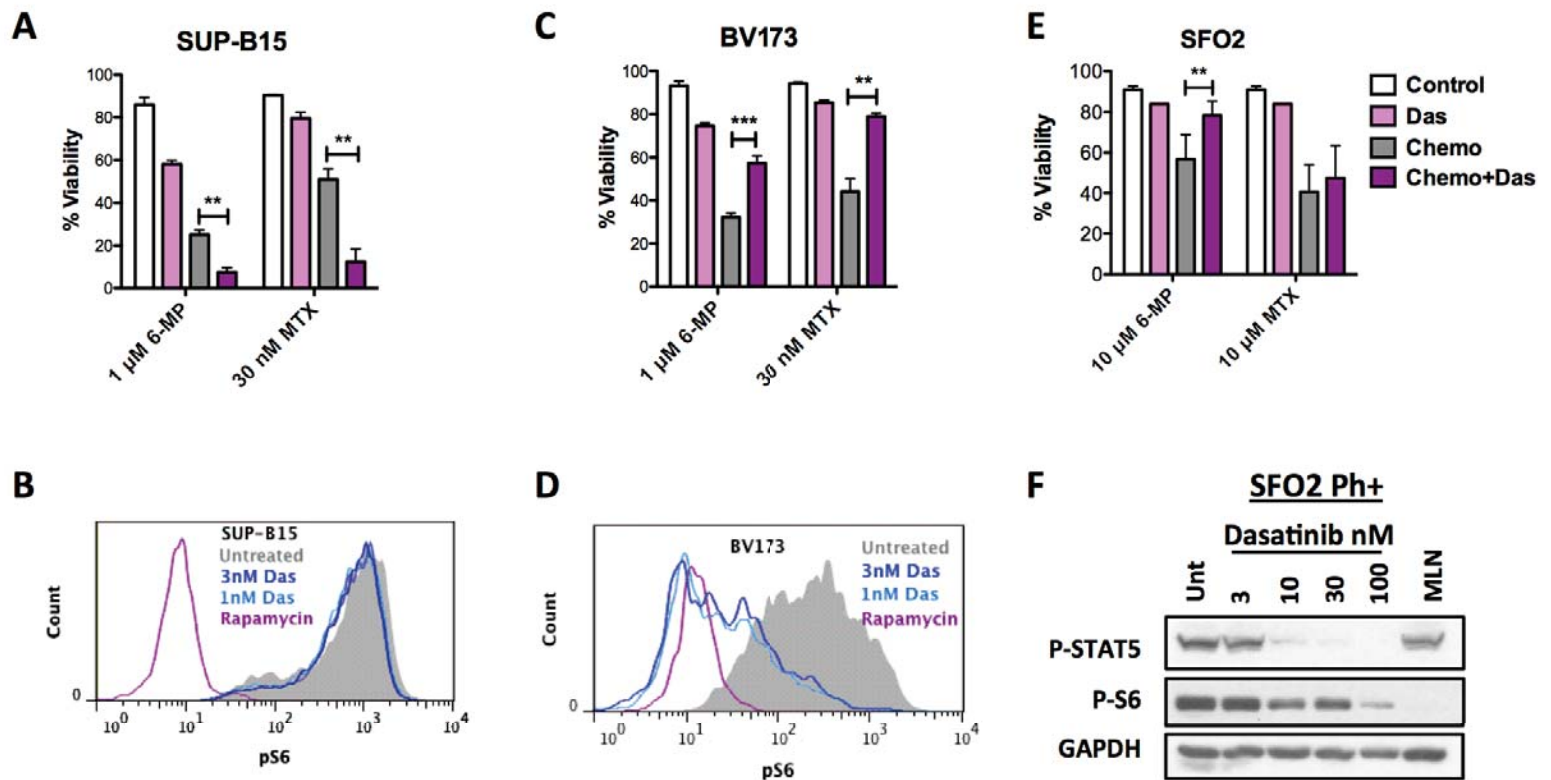 A
SUP-B15
% Viability
100
80
60
40
20
0
**
**
1 µM 6-MP
30 nM MTX
C
BV173
% Viability
100
80
60
40
20
0
***
**
1 µM 6-MP
30 nM MTX
E
SFO2
% Viability
100
80
60
40
20
0
**
10 µM 6-MP
10 µM MTX
Control
Das
Chemo
Chemo+Das
B
SUP-B15
Untreated
3nM Das
1nM Das
Rapamycin
Count
0
10^0 10^1 10^2 10^3 10^4
pS6
D
BV173
Untreated
3nM Das
1nM Das
Rapamycin
Count
0
10^0 10^1 10^2 10^3 10^4
pS6
F
SFO2 Ph+
Dasatinib nM
Unt 3 10 30 100 MLN
P-STAT5
P-S6
GAPDH